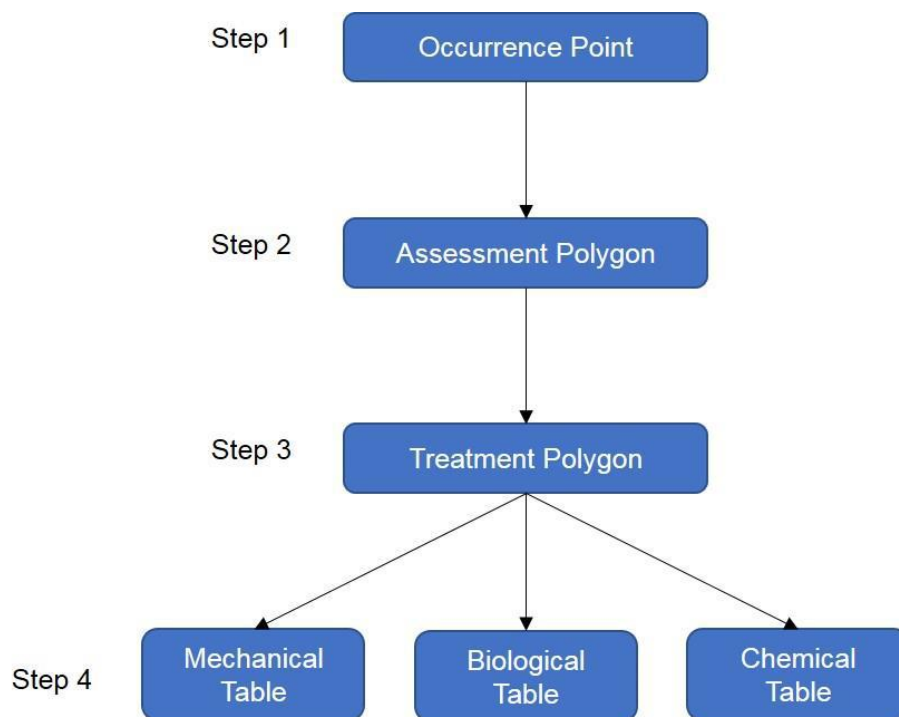 Step 1
Occurrence Point
Step 2
Assessment Polygon
Step 3
Treatment Polygon
Step 4
Mechanical
Table
Biological
Table
Chemical
Table